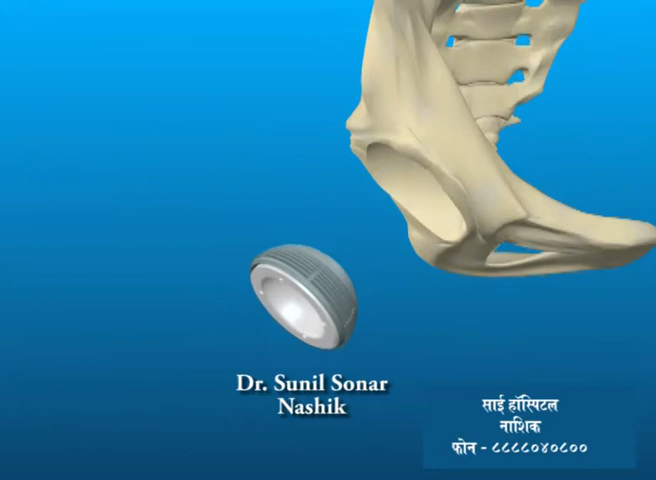 Dr. Sunil Sonar
Nashik
साई हॉस्पिटल
नाशिक
फोन - ८८८८०४०८००